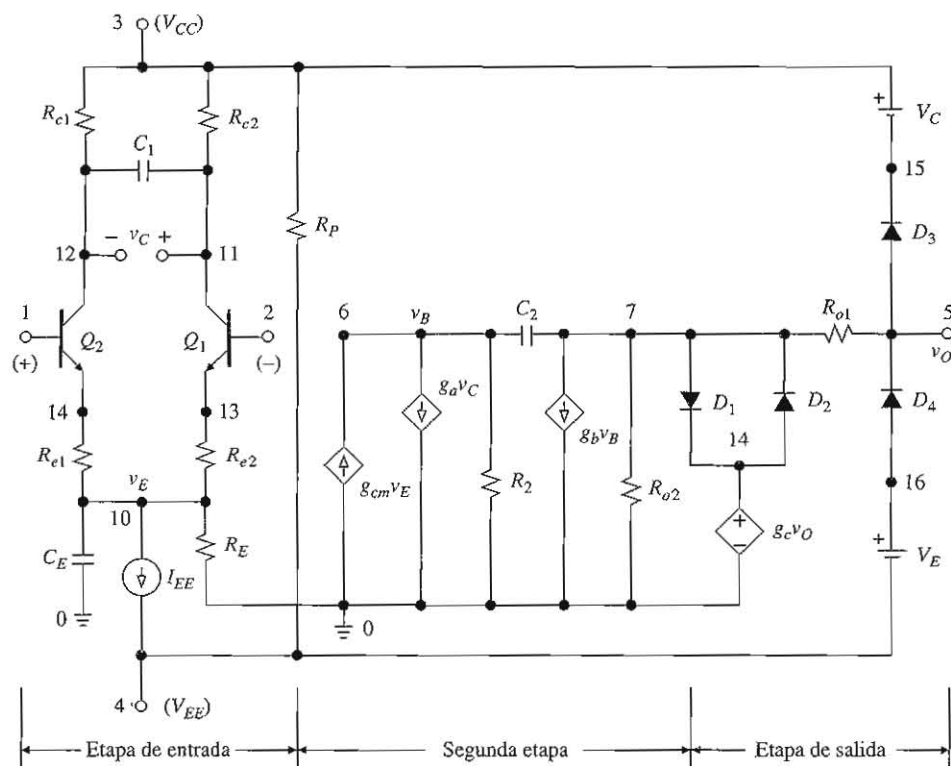 3 (V_CC)
R_c1
R_c2
C_1
V_C
+
15
R_P
D_3
12
− v_C +
11
1
(+)
Q_2
Q_1
2
(−)
6
v_B
C_2
7
R_o1
5
v_O
14
13
g_a v_C
D_1
D_2
D_4
R_e1
R_e2
g_b v_B
14
v_E
10
g_cm v_E
R_2
R_o2
16
+
−
g_c v_O
C_E
I_EE
R_E
+
V_E
0
0
4
(V_EE)
Etapa de entrada
Segunda etapa
Etapa de salida